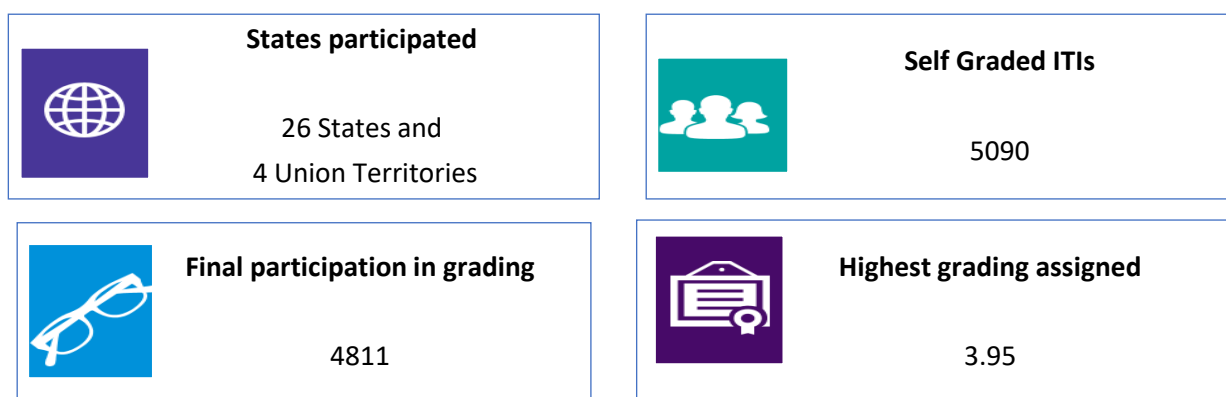 States participated
26 States and
4 Union Territories
Self Graded ITIs
5090
Final participation in grading
4811
Highest grading assigned
3.95